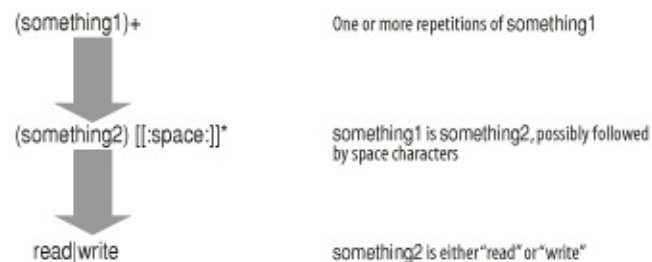 (something1)+ One or more repetitions of something1
(something2) [[:space:]]* something1 is something2, possibly followed
by space characters
read|write something2 is either "read" or "write"